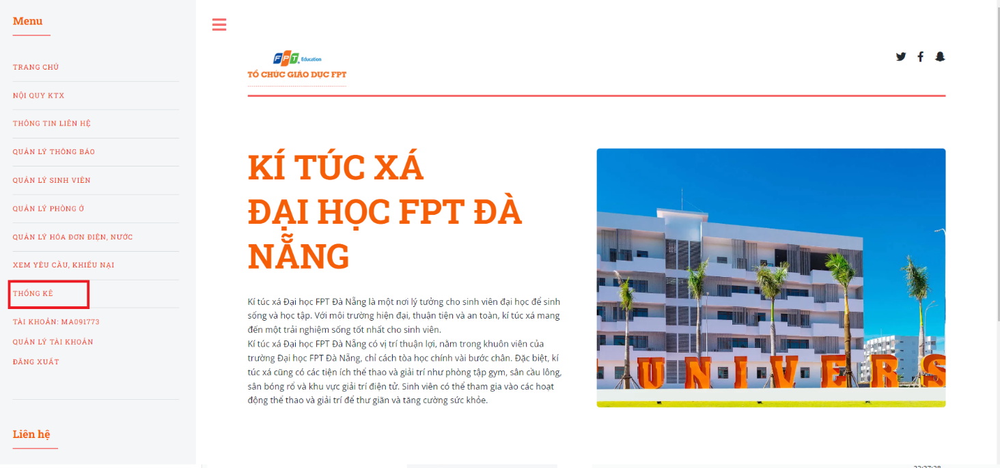 Menu
TRANG CHỦ
NỘI QUY KTX
THÔNG TIN LIÊN HỆ
QUẢN LÝ THÔNG BÁO
QUẢN LÝ SINH VIÊN
QUẢN LÝ PHÒNG Ở
QUẢN LÝ HÓA ĐƠN ĐIỆN, NƯỚC
XEM YÊU CẦU, KHIẾU NẠI
THỐNG KÊ
TÀI KHOẢN: MA091773
QUẢN LÝ TÀI KHOẢN
ĐĂNG XUẤT
Liên hệ
FPT Education
TỔ CHỨC GIÁO DỤC FPT
KÍ TÚC XÁ
ĐẠI HỌC FPT ĐÀ
NẴNG
Kí túc xá Đại học FPT Đà Nẵng là một nơi lý tưởng cho sinh viên đại học để sinh
sống và học tập. Với môi trường hiện đại, thuận tiện và an toàn, kí túc xá mang
đến một trải nghiệm sống tốt nhất cho sinh viên.
Kí túc xá Đại học FPT Đà Nẵng có vị trí thuận lợi, nằm trong khuôn viên của
trường Đại học FPT Đà Nẵng, chỉ cách tòa học chính vài bước chân. Đặc biệt, kí
túc xá cũng có các tiện ích thể thao và giải trí như phòng tập gym, sân cầu lông,
sân bóng rổ và khu vực giải trí điện tử. Sinh viên có thể tham gia vào các hoạt
động thể thao và giải trí để thư giãn và tăng cường sức khỏe.
UNIVERS